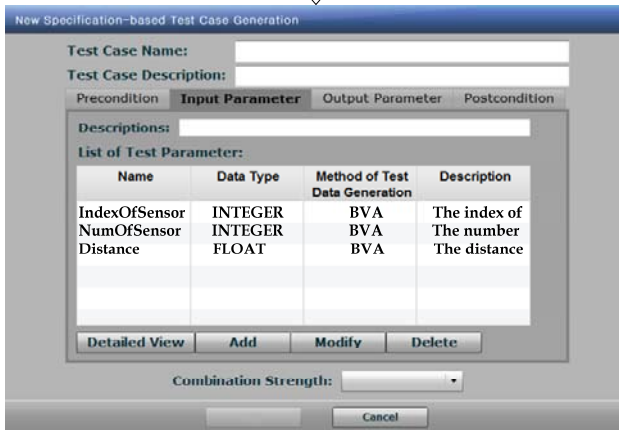 New Specification-based Test Case Generation
Test Case Name:
Test Case Description:
Precondition Input Parameter Output Parameter Postcondition
Descriptions:
List of Test Parameter:
Name Data Type Method of Test Data Generation Description
IndexOfSensor INTEGER BVA The index of
NumOfSensor INTEGER BVA The number
Distance FLOAT BVA The distance
Detailed View Add Modify Delete
Combination Strength:
Cancel